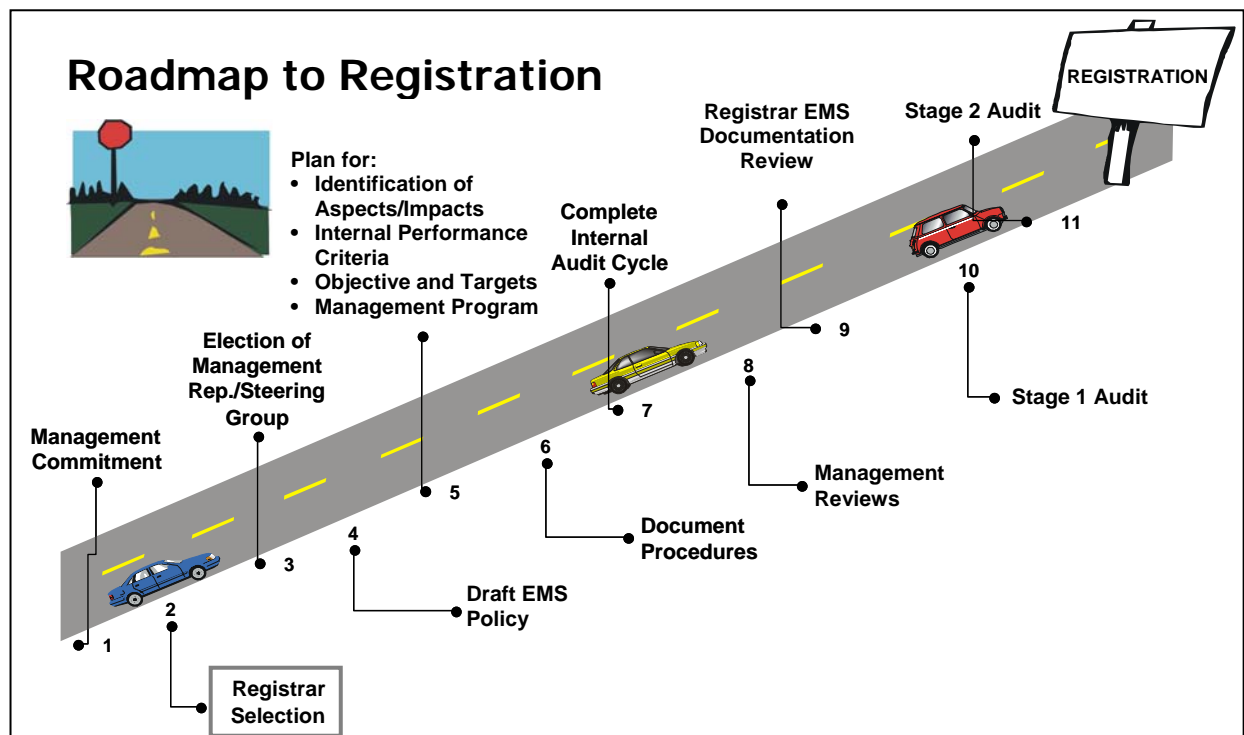 Roadmap to Registration
REGISTRATION
Plan for:
• Identification of
Aspects/Impacts
• Internal Performance
Criteria
• Objective and Targets
• Management Program
Registrar EMS
Documentation
Review
Stage 2 Audit
Complete
Internal
Audit Cycle
Election of
Management
Rep./Steering
Group
Management
Commitment
11
10
9
8
7
6
5
4
3
2
1
Stage 1 Audit
Management
Reviews
Document
Procedures
Draft EMS
Policy
Registrar
Selection